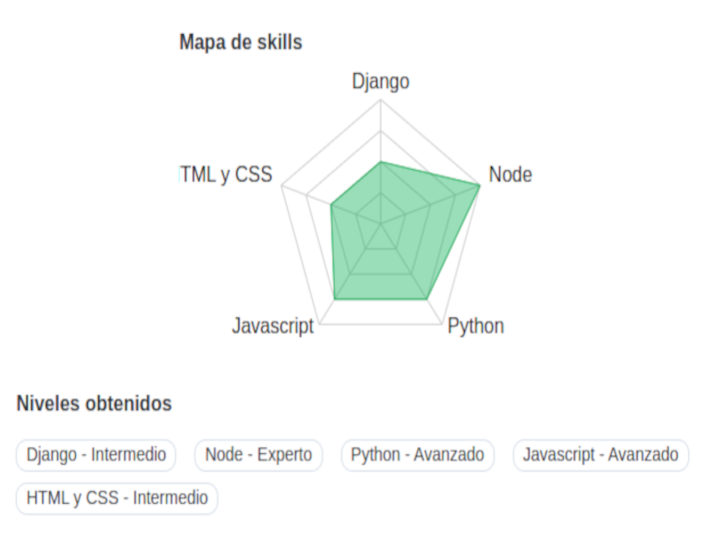 Mapa de skills
Django
TML y CSS
Node
Javascript
Python
Niveles obtenidos
Django - Intermedio
Node - Experto
Python - Avanzado
Javascript - Avanzado
HTML y CSS - Intermedio